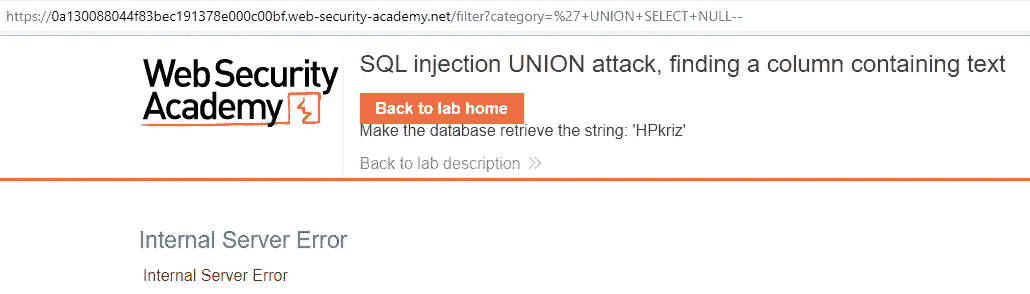 https://0a130088044f83bec191378e000c00bf.web-security-academy.net/filter?category=%27+UNION+SELECT+NULL--
WebSecurity
Academy
SQL injection UNION attack, finding a column containing text
Back to lab home
Make the database retrieve the string: 'HPkriz'
Back to lab description
Internal Server Error
Internal Server Error